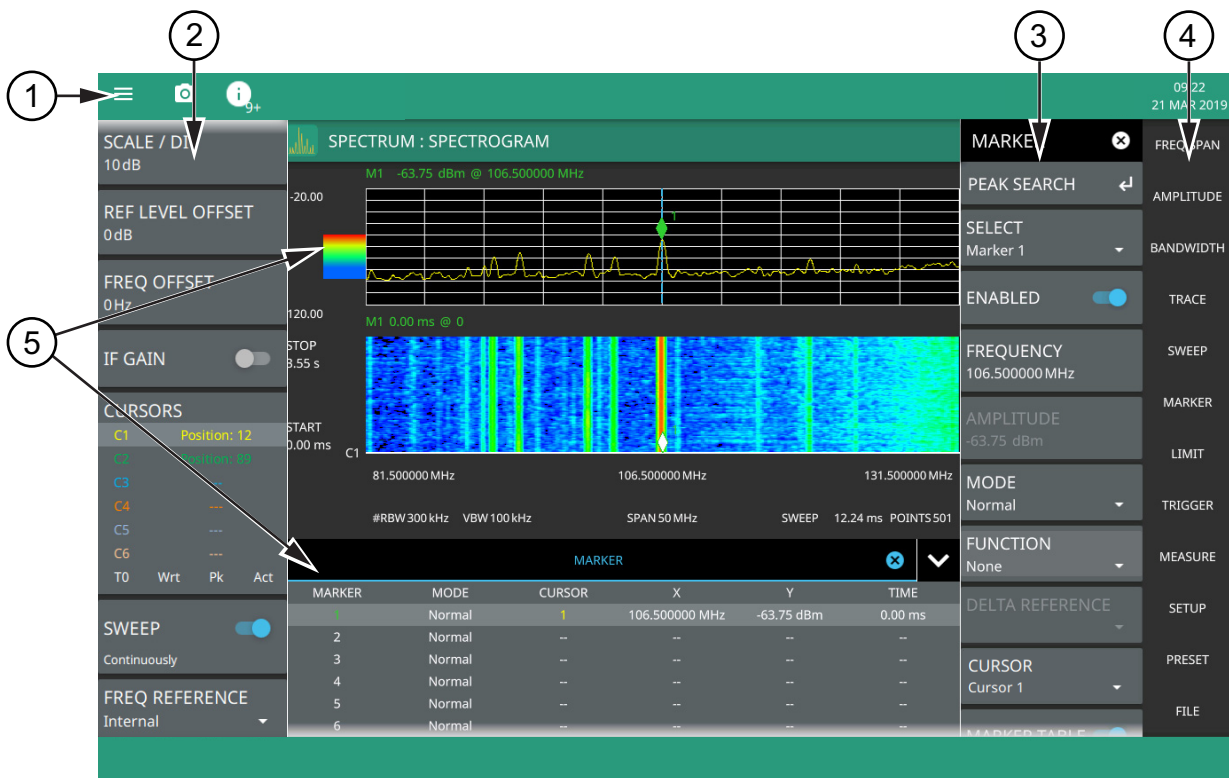 2
3
4
1
9+
09:22
21 MAR 2019
SCALE / DI
10 dB
REF LEVEL OFFSET
0 dB
FREQ OFFSET
0 Hz
IF GAIN
CURSORS
C1 Position: 12
C2 Position: 89
C3 ---
C4 ---
C5 ---
C6 ---
T0 Wrt Pk Act
SWEEP
Continuously
FREQ REFERENCE
Internal
5
SPECTRUM : SPECTROGRAM
M1 -63.75 dBm @ 106.500000 MHz
-20.00
1
120.00
M1 0.00 ms @ 0
STOP
3.55 s
START
0.00 ms
C1
81.500000 MHz 106.500000 MHz 131.500000 MHz
#RBW 300 kHz VBW 100 kHz SPAN 50 MHz SWEEP 12.24 ms POINTS 501
MARKER
MARKER MODE CURSOR X Y TIME
1 Normal 1 106.500000 MHz -63.75 dBm 0.00 ms
2 Normal -- -- -- --
3 Normal -- -- -- --
4 Normal -- -- -- --
5 Normal -- -- -- --
6 Normal -- -- -- --
MARKER
PEAK SEARCH
SELECT
Marker 1
ENABLED
FREQUENCY
106.500000 MHz
AMPLITUDE
-63.75 dBm
MODE
Normal
FUNCTION
None
DELTA REFERENCE
CURSOR
Cursor 1
MARKER TABLE
FREQ SPAN
AMPLITUDE
BANDWIDTH
TRACE
SWEEP
MARKER
LIMIT
TRIGGER
MEASURE
SETUP
PRESET
FILE